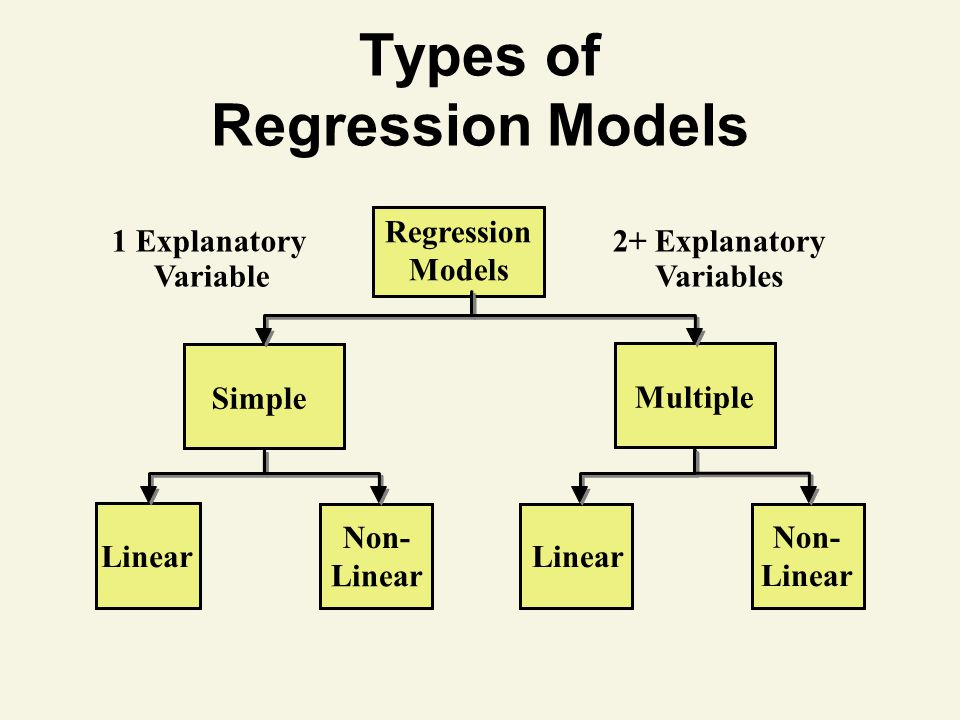 Types of
Regression Models
1 Explanatory
Variable
Regression
Models
2+ Explanatory
Variables
Simple
Multiple
Linear
Non-
Linear
Linear
Non-
Linear